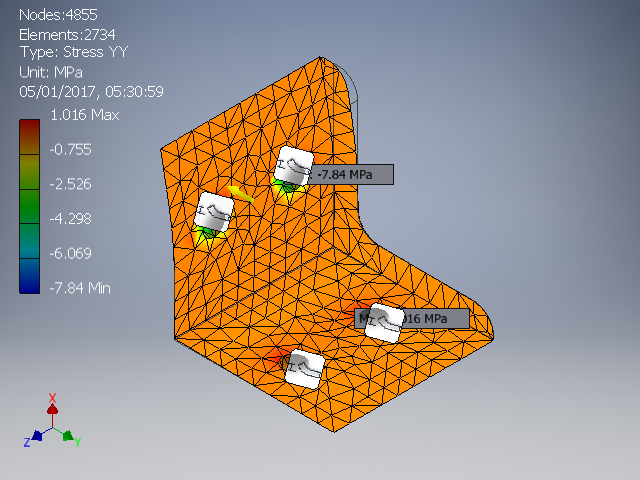 Nodes:4855
Elements:2734
Type: Stress YY
Unit: MPa
05/01/2017, 05:30:59
1.016 Max
-0.755
-2.526
-4.298
-6.069
-7.84 Min
-7.84 MPa
016 MPa
X
Z
Y